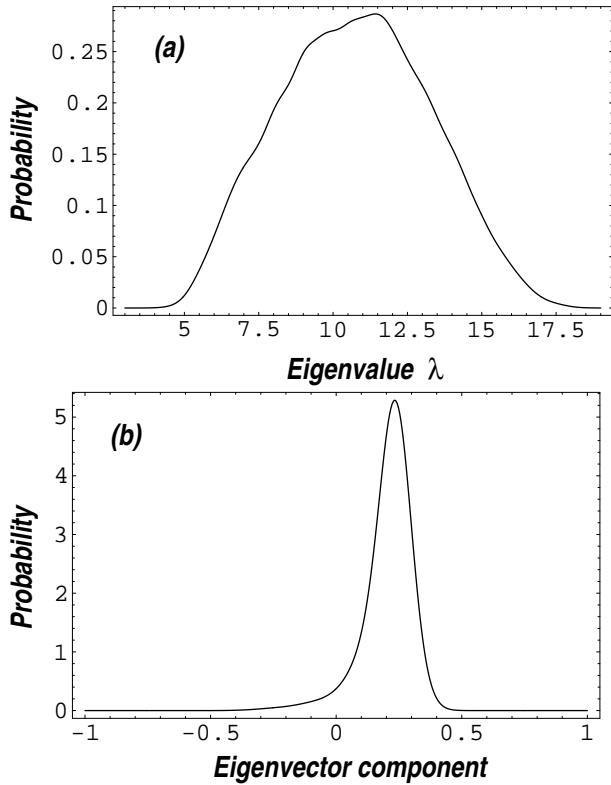 (a)
0.25
0.2
0.15
0.1
0.05
0
Probability
5 7.5 10 12.5 15 17.5
Eigenvalue λ
(b)
5
4
3
2
1
0
Probability
-1 -0.5 0 0.5 1
Eigenvector component